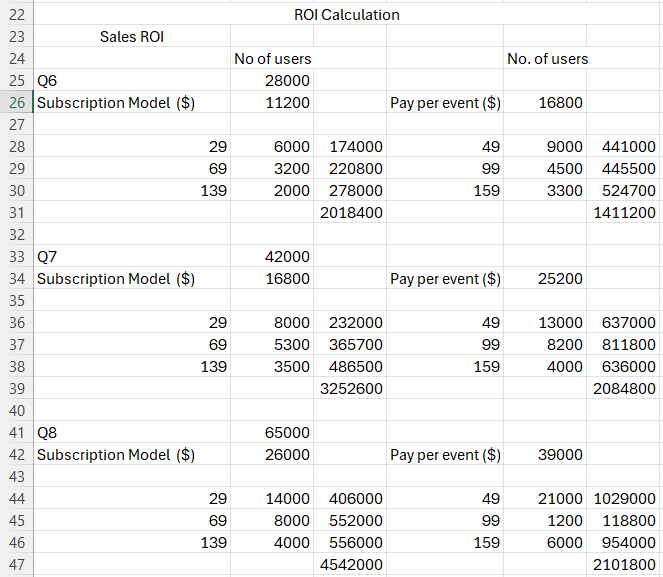 22 ROI Calculation
23 Sales ROI
24 No of users No. of users
25 Q6 28000
26 Subscription Model ($) 11200 Pay per event ($) 16800
27
28 29 6000 174000 49 9000 441000
29 69 3200 220800 99 4500 445500
30 139 2000 278000 159 3300 524700
31 2018400 1411200
32
33 Q7 42000
34 Subscription Model ($) 16800 Pay per event ($) 25200
35
36 29 8000 232000 49 13000 637000
37 69 5300 365700 99 8200 811800
38 139 3500 486500 159 4000 636000
39 3252600 2084800
40
41 Q8 65000
42 Subscription Model ($) 26000 Pay per event ($) 39000
43
44 29 14000 406000 49 21000 1029000
45 69 8000 552000 99 1200 118800
46 139 4000 556000 159 6000 954000
47 4542000 2101800